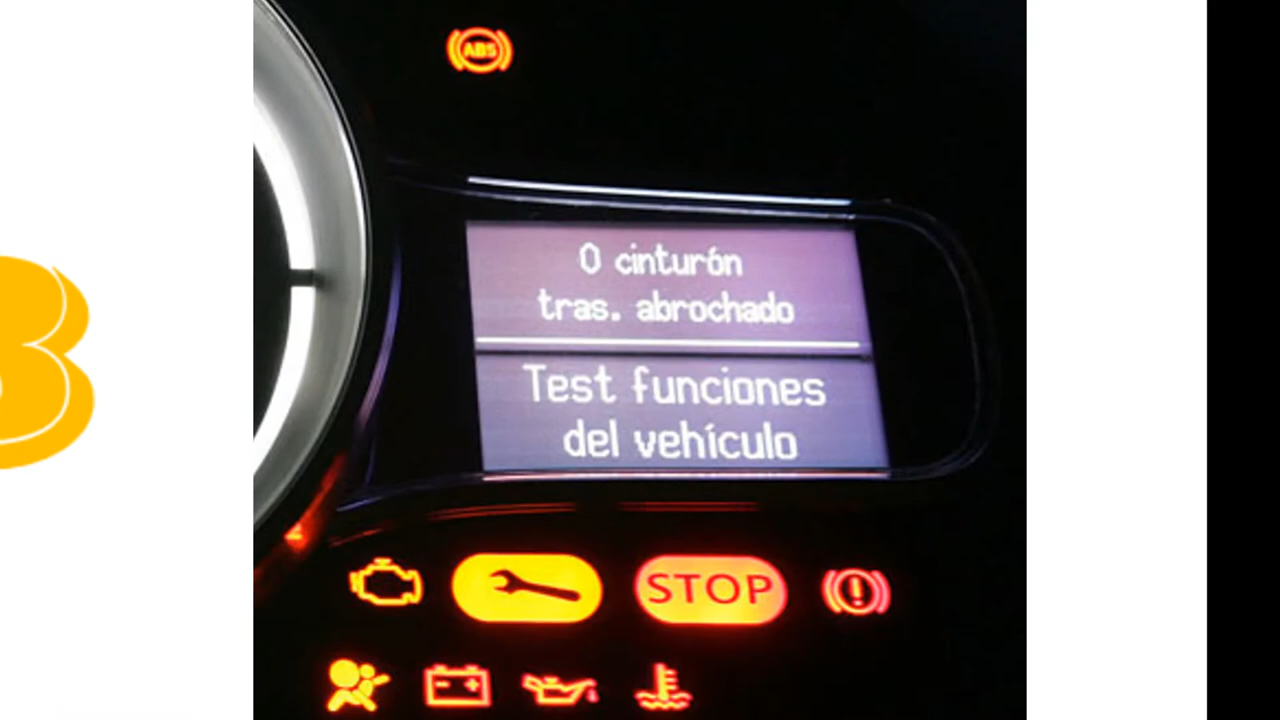 ABS
0 cinturón
tras. abrochado
Test funciones
del vehículo
STOP